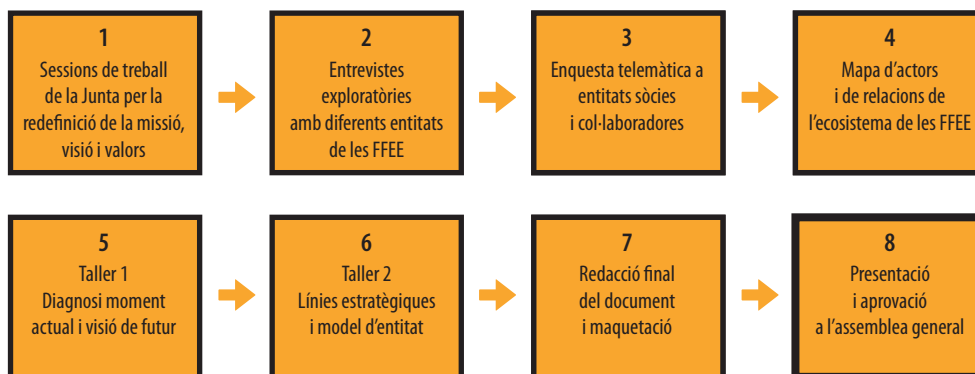 1
Sessions de treball
de la Junta per la
redefinició de la missió,
visió i valors
2
Entrevistes
exploratòries
amb diferents entitats
de les FFEE
3
Enquesta telemàtica a
entitats sòcies
i col·laboradores
4
Mapa d’actors
i de relacions de
l’ecosistema de les FFEE
5
Taller 1
Diagnosi moment
actual i visió de futur
6
Taller 2
Línies estratègiques
i model d’entitat
7
Redacció final
del document
i maquetació
8
Presentació
i aprovació
a l’assemblea general